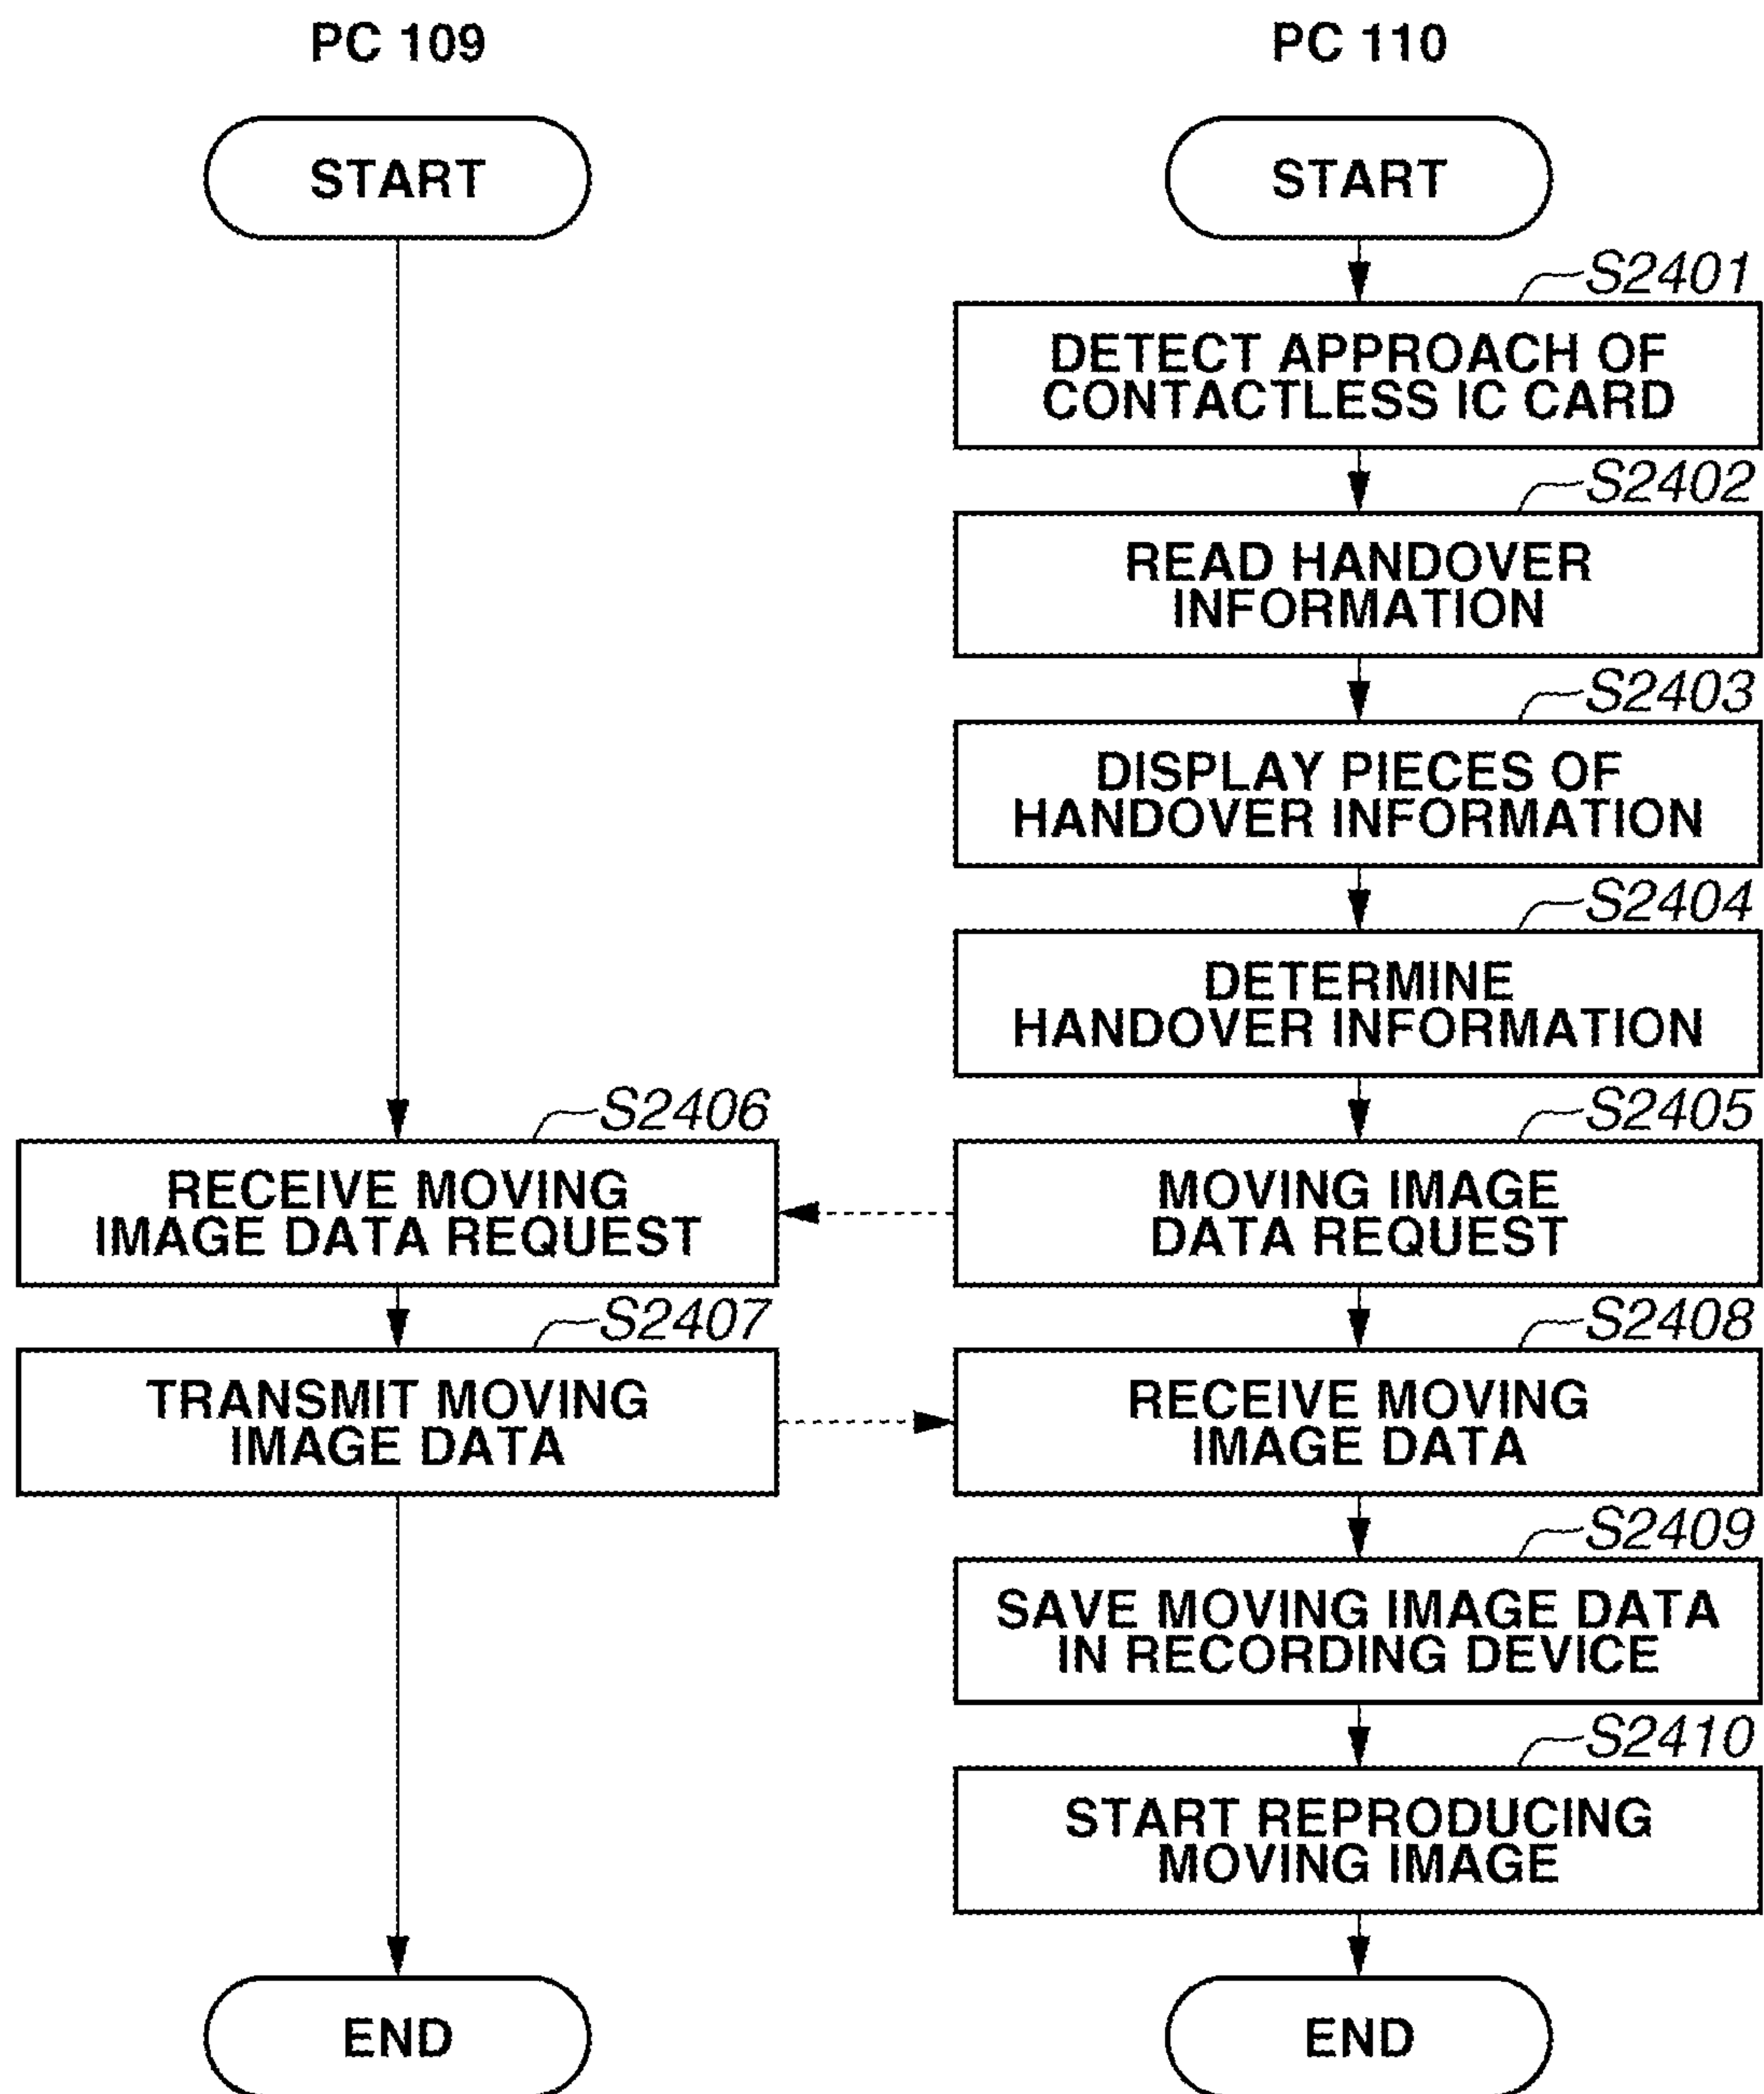 PC 109
PC 110
START
START
S2401
DETECT APPROACH OF
CONTACTLESS IC CARD
S2402
READ HANDOVER
INFORMATION
S2403
DISPLAY PIECES OF
HANDOVER INFORMATION
S2404
DETERMINE
HANDOVER INFORMATION
S2406
RECEIVE MOVING
IMAGE DATA REQUEST
S2405
MOVING IMAGE
DATA REQUEST
S2407
TRANSMIT MOVING
IMAGE DATA
S2408
RECEIVE MOVING
IMAGE DATA
S2409
SAVE MOVING IMAGE DATA
IN RECORDING DEVICE
S2410
START REPRODUCING
MOVING IMAGE
END
END